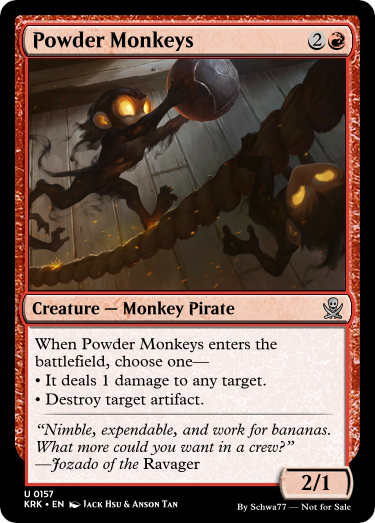 Powder Monkeys 2
Creature — Monkey Pirate
When Powder Monkeys enters the
battlefield, choose one—
• It deals 1 damage to any target.
• Destroy target artifact.
“Nimble, expendable, and work for bananas.
What more could you want in a crew?”
—Jozado of the Ravager
2/1
U 0157
KRK • EN Jack Hsu & Anson Tan
By Schwa77 — Not for Sale